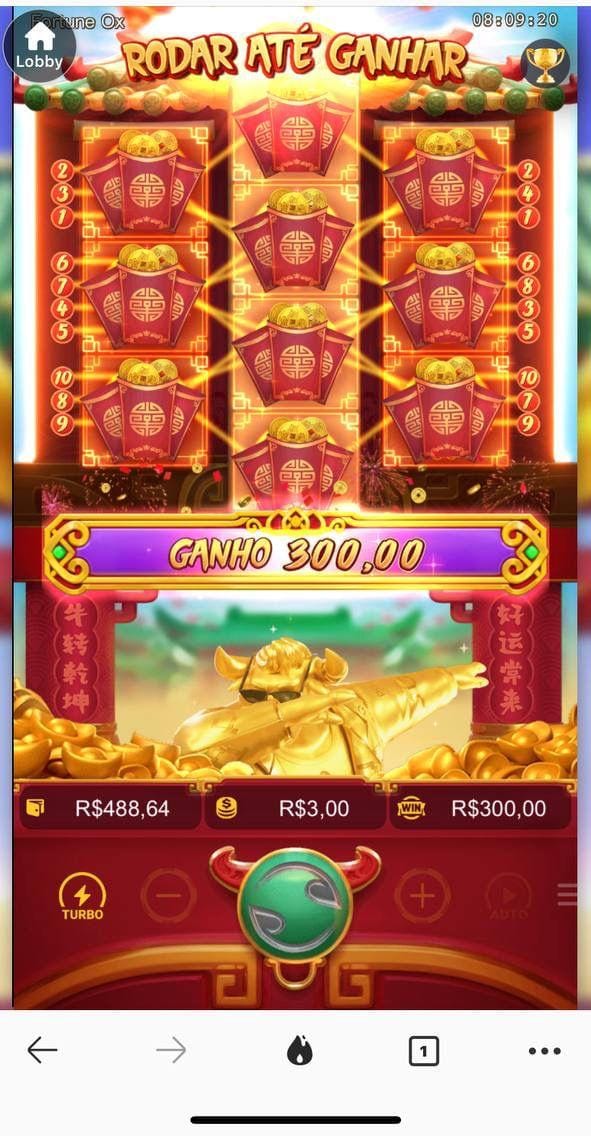 Fortune Ox
08:09:20
Lobby
RODAR ATÉ GANHAR
2
3
1
6
7
4
5
10
8
9
2
4
1
6
8
3
5
10
7
9
GANHO 300,00
牛转乾坤
好运常来
R$488,64
R$3,00
WIN
R$300,00
TURBO
AUTO
1